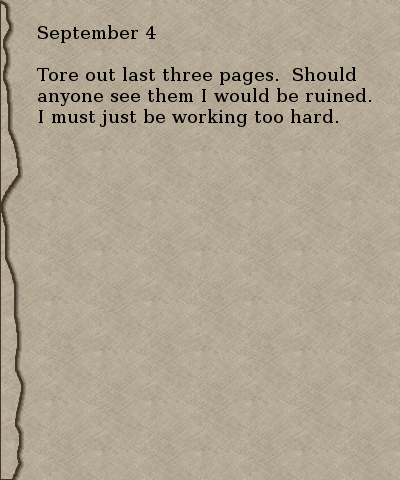 September 4
Tore out last three pages.  Should
anyone see them I would be ruined.
I must just be working too hard.